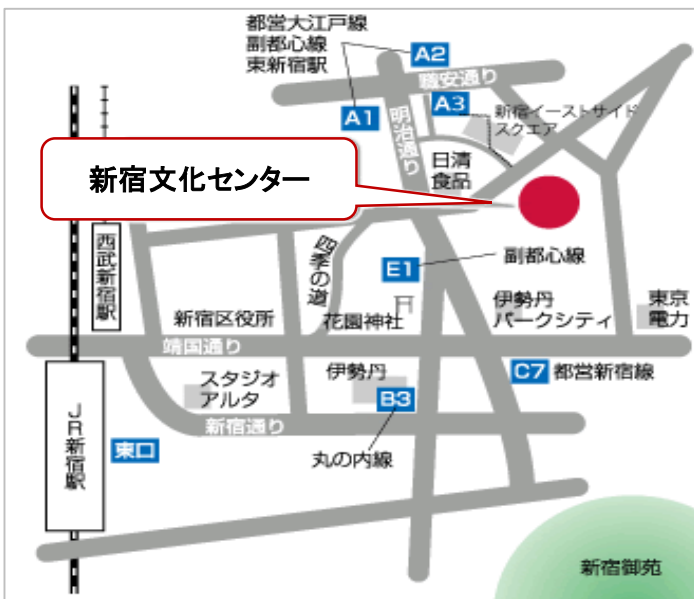 都営大江戸線
副都心線
東新宿駅
A2
職安通り
A1
A3
明治通り
新宿イーストサイド
スクエア
日清
食品
新宿文化センター
西武新宿駅
四季の道
E1
副都心線
新宿区役所
花園神社
伊勢丹
パークシティ
東京
電力
靖国通り
スタジオ
アルタ
伊勢丹
C7
都営新宿線
B3
新宿通り
JR新宿駅
東口
丸の内線
新宿御苑